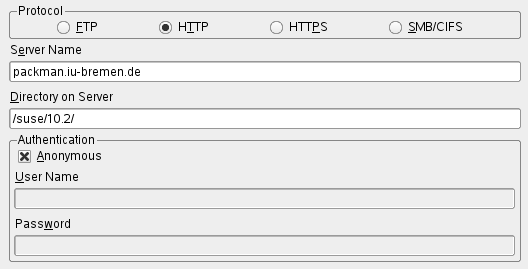 Protocol
FTP HTTP HTTPS SMB/CIFS
Server Name
packman.iu-bremen.de
Directory on Server
/suse/10.2/
Authentication
Anonymous
User Name
Password